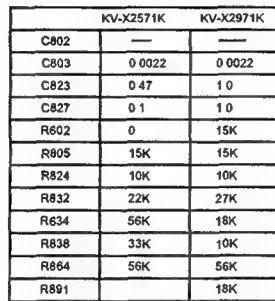 KV-X2571K KV-X2971K
C802 — —
C803 0 0022 0 0022
C823 0 47 1 0
C827 0 1 1 0
R602 0 15K
R805 15K 15K
R824 10K 10K
R832 22K 27K
R634 56K 18K
R838 33K 10K
R864 56K 56K
R891 18K